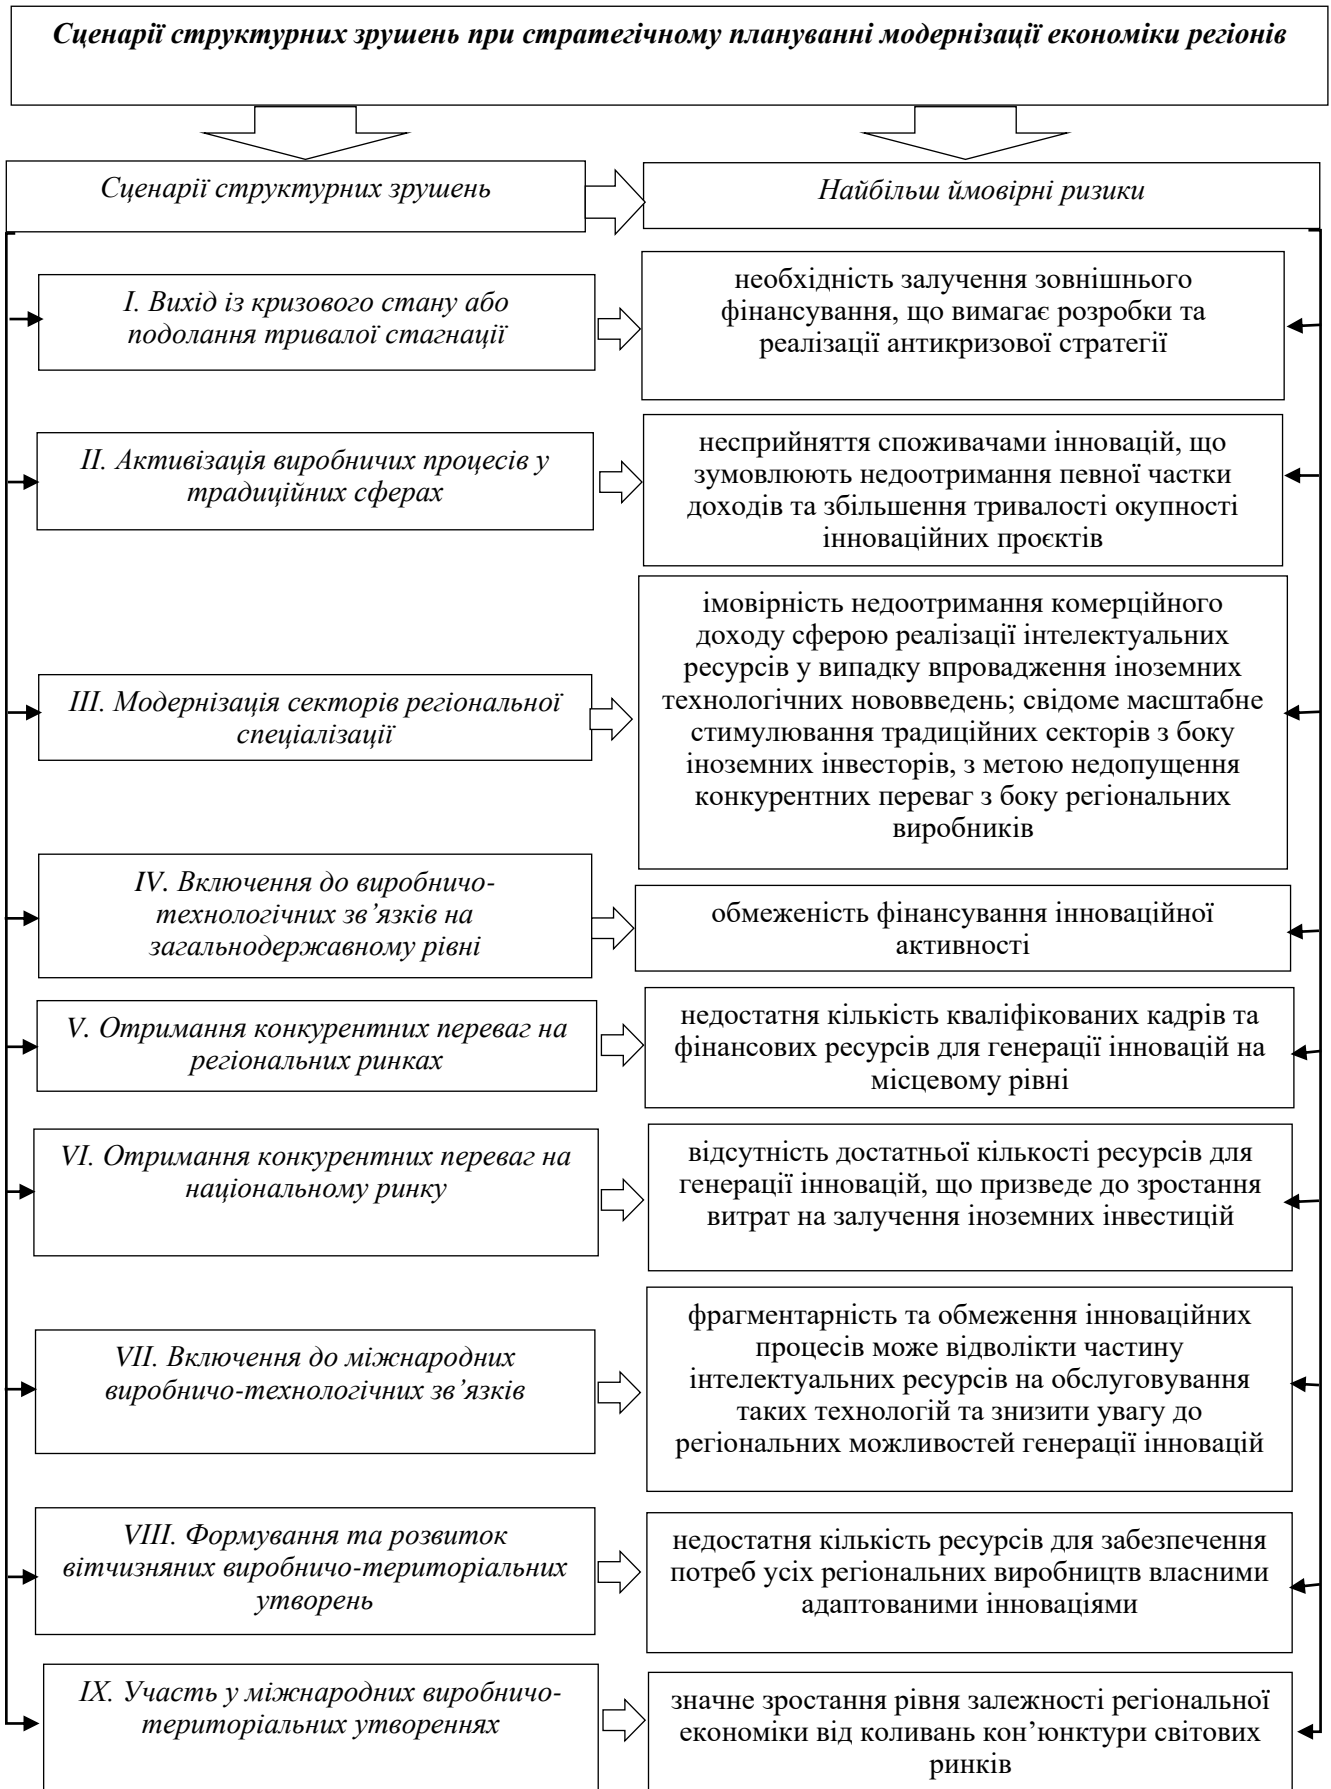 Сценарії структурних зрушень при стратегічному плануванні модернізації економіки регіонів
Сценарії структурних зрушень
Найбільш ймовірні ризики
І. Вихід із кризового стану або
подолання тривалої стагнації
необхідність залучення зовнішнього
фінансування, що вимагає розробки та
реалізації антикризової стратегії
ІІ. Активізація виробничих процесів у
традиційних сферах
несприйняття споживачами інновацій, що
зумовлюють недоотримання певної частки
доходів та збільшення тривалості окупності
інноваційних проєктів
ІІІ. Модернізація секторів регіональної
спеціалізації
імовірність недоотримання комерційного
доходу сферою реалізації інтелектуальних
ресурсів у випадку впровадження іноземних
технологічних нововведень; свідоме масштабне
стимулювання традиційних секторів з боку
іноземних інвесторів, з метою недопущення
конкурентних переваг з боку регіональних
виробників
IV. Включення до виробничо-
технологічних зв’язків на
загальнодержавному рівні
обмеженість фінансування інноваційної
активності
V. Отримання конкурентних переваг на
регіональних ринках
недостатня кількість кваліфікованих кадрів та
фінансових ресурсів для генерації інновацій на
місцевому рівні
VI. Отримання конкурентних переваг на
національному ринку
відсутність достатньої кількості ресурсів для
генерації інновацій, що призведе до зростання
витрат на залучення іноземних інвестицій
VII. Включення до міжнародних
виробничо-технологічних зв’язків
фрагментарність та обмеження інноваційних
процесів може відволікти частину
інтелектуальних ресурсів на обслуговування
таких технологій та знизити увагу до
регіональних можливостей генерації інновацій
VIII. Формування та розвиток
вітчизняних виробничо-територіальних
утворень
недостатня кількість ресурсів для забезпечення
потреб усіх регіональних виробництв власними
адаптованими інноваціями
IX. Участь у міжнародних виробничо-
територіальних утвореннях
значне зростання рівня залежності регіональної
економіки від коливань кон’юнктури світових
ринків